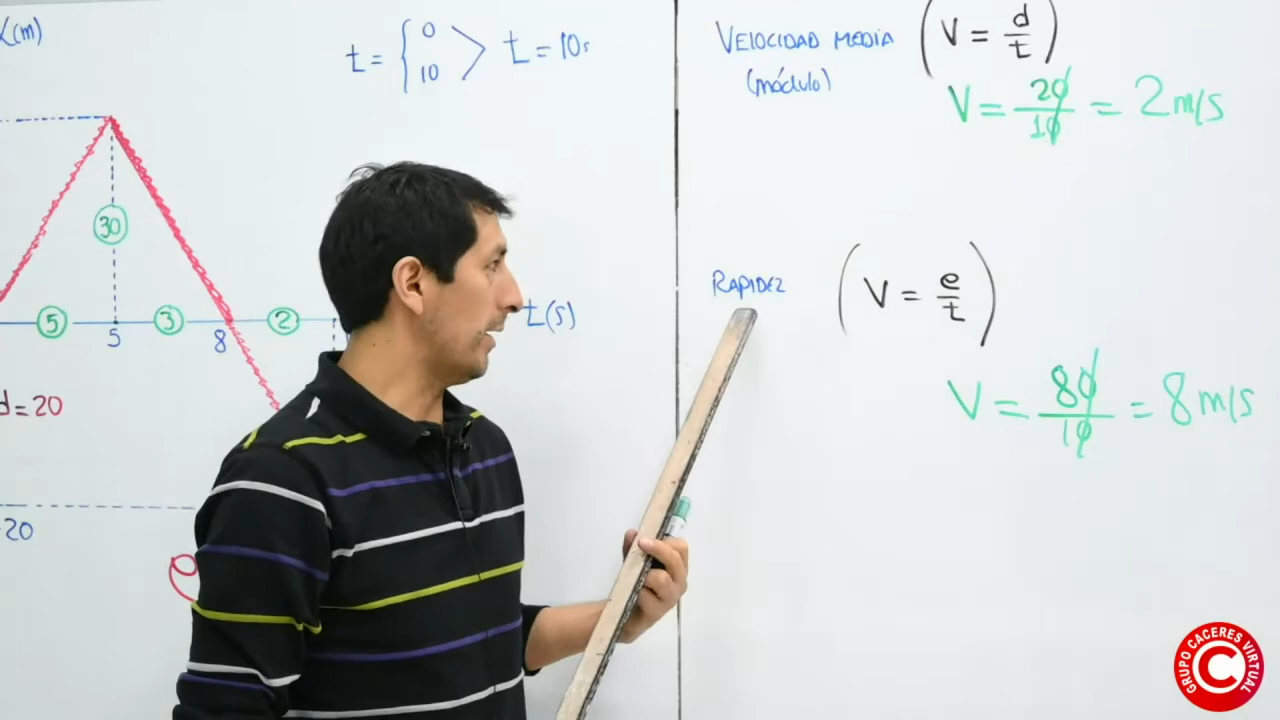 X(m)
t = { 0 10 > t = 10s
30
5 3 2
5 8
t(s)
d = 20
-20
e
VELOCIDAD MEDIA (V = d/t)
(módulo)
V = 20/10 = 2 m/s
RAPIDEZ (V = e/t)
V = 80/10 = 8 m/s
GRUPO CACERES VIRTUAL
C